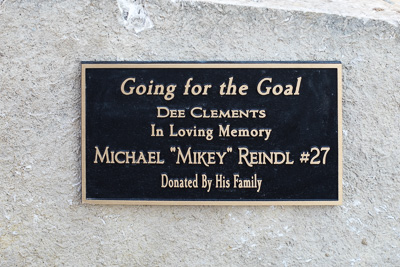 Going for the Goal
Dee Clements
In Loving Memory
Michael "Mikey" Reindl #27
Donated By His Family